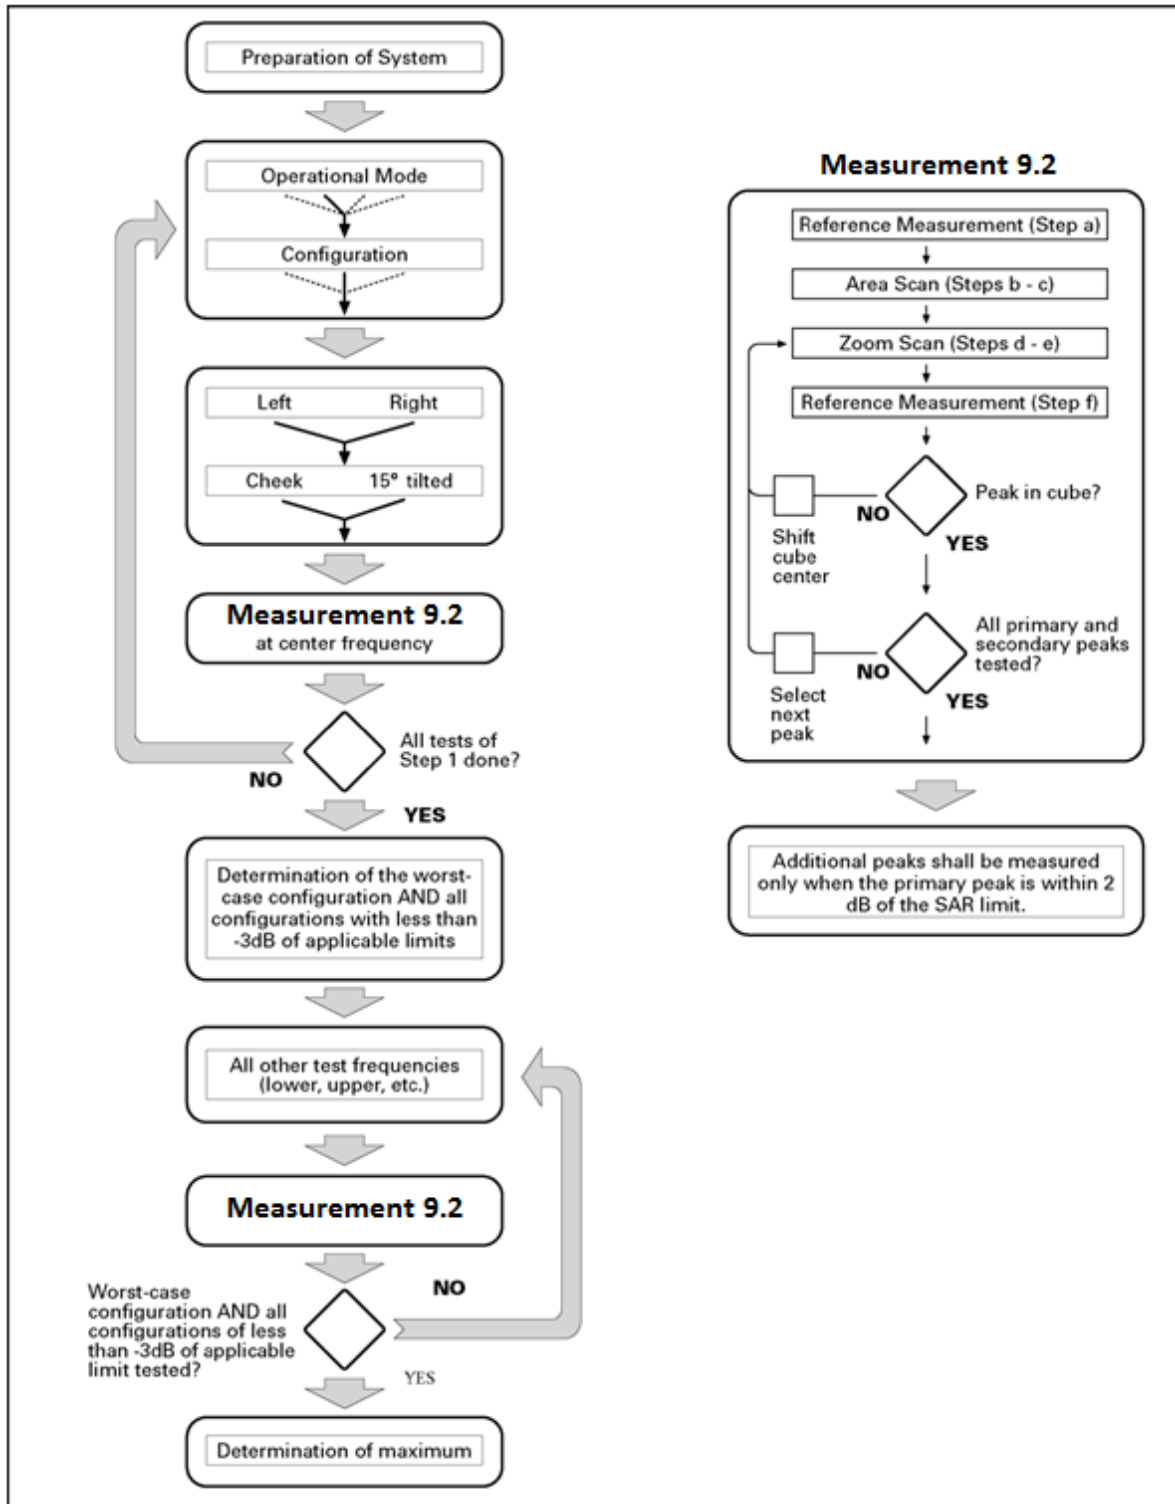 Preparation of System
Operational Mode
Configuration
Left Right
Cheek 15° tilted
Measurement 9.2
at center frequency
All tests of
Step 1 done?
NO
YES
Determination of the worst-
case configuration AND all
configurations with less than
-3dB of applicable limits
All other test frequencies
(lower, upper, etc.)
Measurement 9.2
NO
Worst-case
configuration AND all
configurations of less
than -3dB of applicable
limit tested?
YES
Determination of maximum
Measurement 9.2
Reference Measurement (Step a)
Area Scan (Steps b - c)
Zoom Scan (Steps d - e)
Reference Measurement (Step f)
Peak in cube?
NO
YES
Shift
cube
center
All primary and
secondary peaks
tested?
NO
YES
Select
next
peak
Additional peaks shall be measured
only when the primary peak is within 2
dB of the SAR limit.